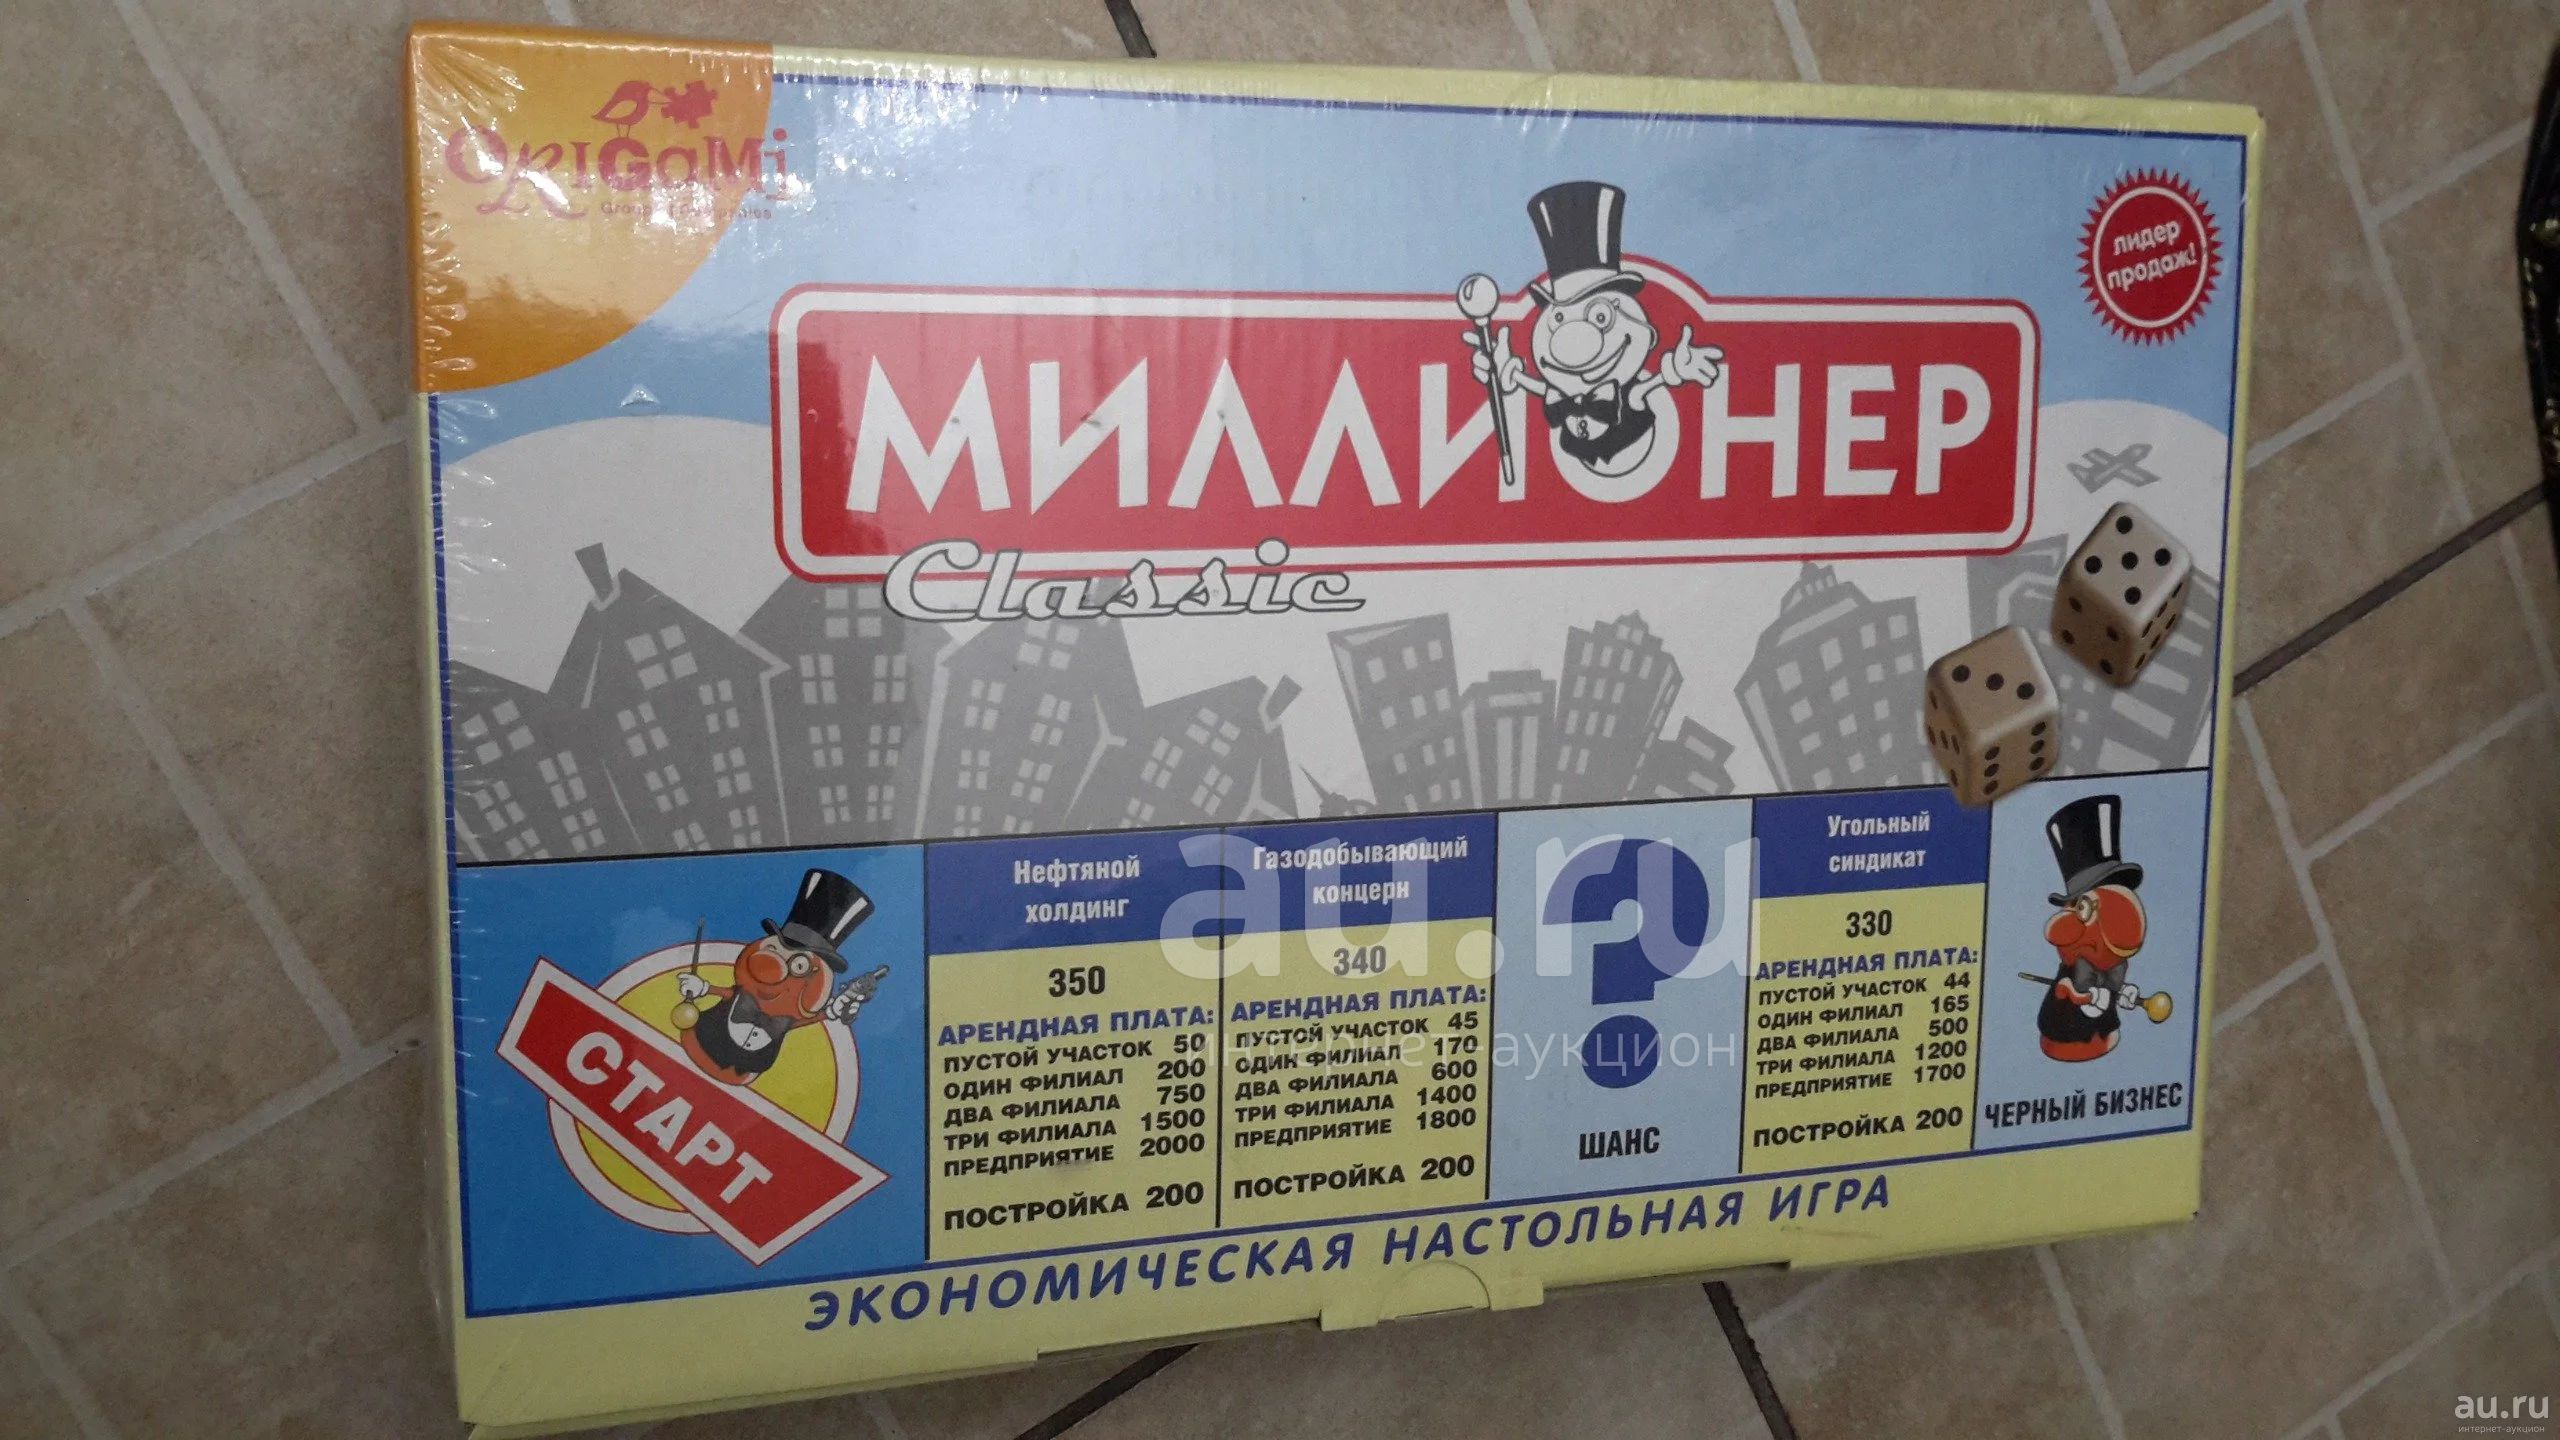 ORIGAMI
лидер
продаж!
МИЛЛИОНЕР
Classic
Нефтяной
холдинг
350
АРЕНДНАЯ ПЛАТА:
ПУСТОЙ УЧАСТОК 50
ОДИН ФИЛИАЛ 200
ДВА ФИЛИАЛА 750
ТРИ ФИЛИАЛА 1500
ПРЕДПРИЯТИЕ 2000
ПОСТРОЙКА 200
Газодобывающий
концерн
340
АРЕНДНАЯ ПЛАТА:
ПУСТОЙ УЧАСТОК 45
ОДИН ФИЛИАЛ 170
ДВА ФИЛИАЛА 600
ТРИ ФИЛИАЛА 1400
ПРЕДПРИЯТИЕ 1800
ПОСТРОЙКА 200
?
ШАНС
Угольный
синдикат
330
АРЕНДНАЯ ПЛАТА:
ПУСТОЙ УЧАСТОК 44
ОДИН ФИЛИАЛ 165
ДВА ФИЛИАЛА 500
ТРИ ФИЛИАЛА 1200
ПРЕДПРИЯТИЕ 1700
ПОСТРОЙКА 200
ЧЕРНЫЙ БИЗНЕС
СТАРТ
ЭКОНОМИЧЕСКАЯ НАСТОЛЬНАЯ ИГРА
au.ru
интернет-аукцион
au.ru
интернет-аукцион